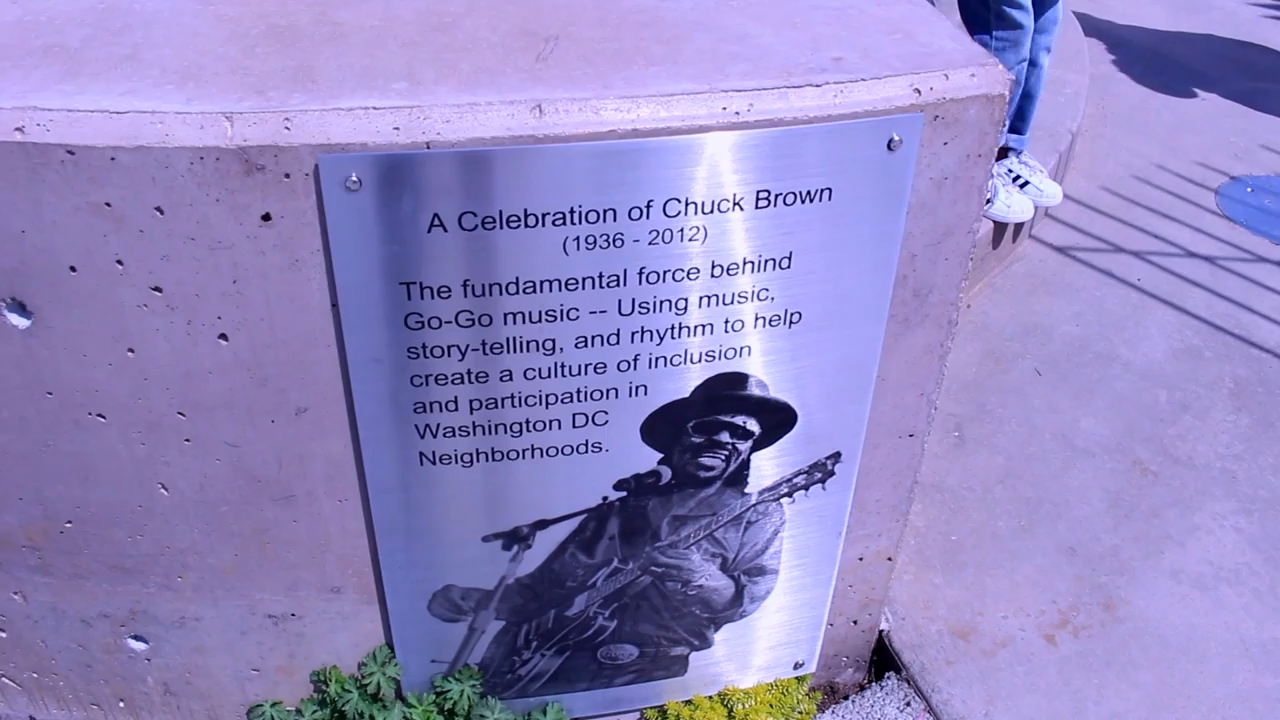 A Celebration of Chuck Brown
(1936 - 2012)
The fundamental force behind
Go-Go music -- Using music,
story-telling, and rhythm to help
create a culture of inclusion
and participation in
Washington DC
Neighborhoods.